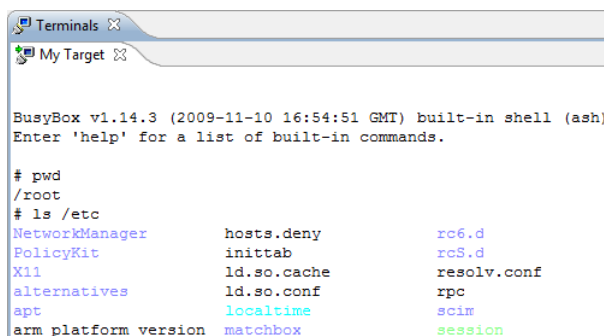 Terminals
My Target
BusyBox v1.14.3 (2009-11-10 16:54:51 GMT) built-in shell (ash)
Enter 'help' for a list of built-in commands.
# pwd
/root
# ls /etc
NetworkManager hosts.deny rc6.d
PolicyKit inittab rcS.d
X11 ld.so.cache resolv.conf
alternatives ld.so.conf rpc
apt localtime scim
arm_platform_version matchbox session